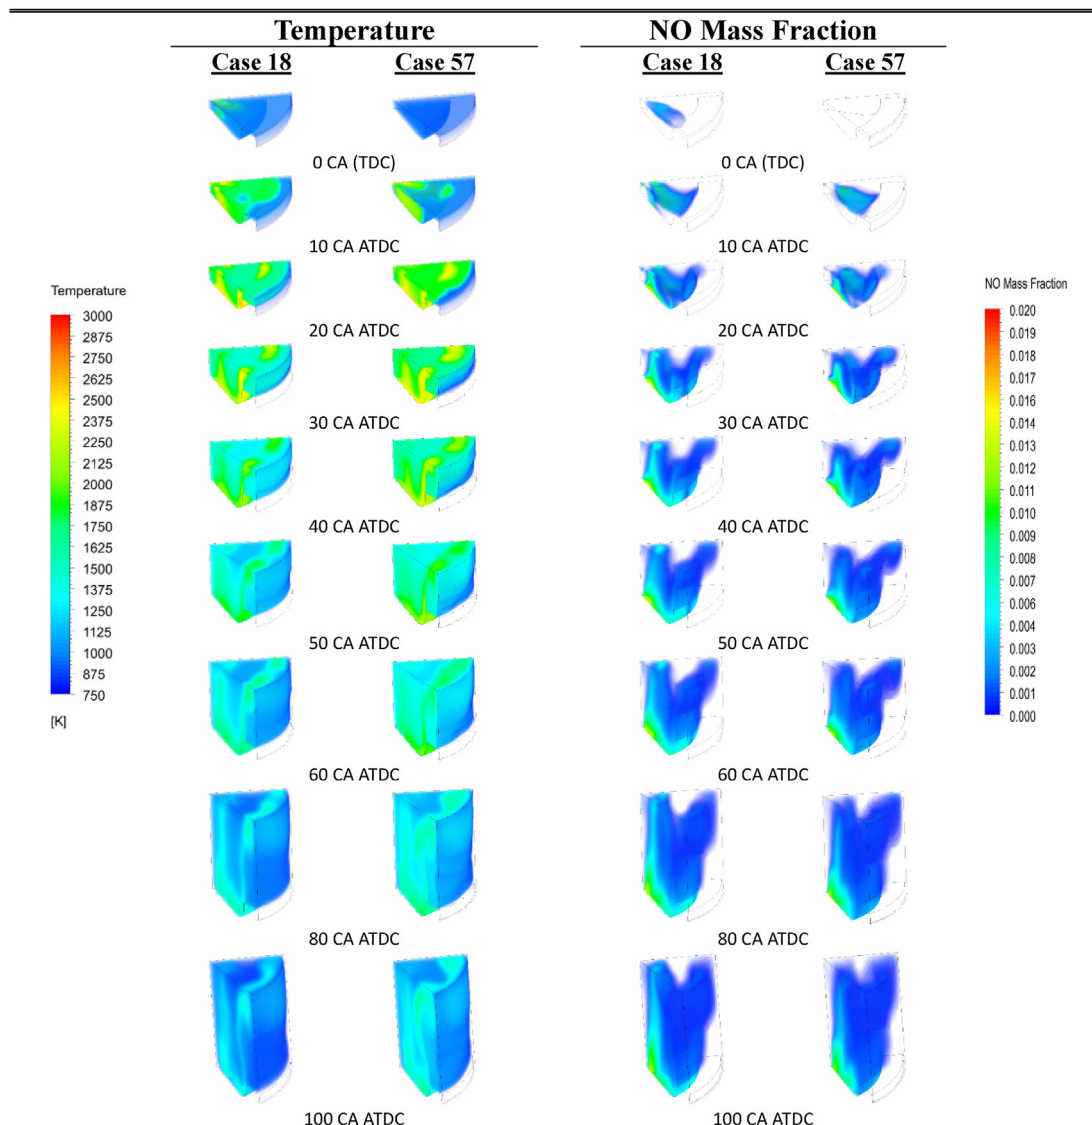 Temperature
NO Mass Fraction
Case 18
Case 57
Case 18
Case 57
0 CA (TDC)
0 CA (TDC)
10 CA ATDC
10 CA ATDC
20 CA ATDC
20 CA ATDC
30 CA ATDC
30 CA ATDC
40 CA ATDC
40 CA ATDC
50 CA ATDC
50 CA ATDC
60 CA ATDC
60 CA ATDC
80 CA ATDC
80 CA ATDC
100 CA ATDC
100 CA ATDC
Temperature
3000
2875
2750
2625
2500
2375
2250
2125
2000
1875
1750
1625
1500
1375
1250
1125
1000
875
750
[K]
NO Mass Fraction
0.020
0.019
0.018
0.017
0.016
0.014
0.013
0.012
0.011
0.010
0.009
0.008
0.007
0.006
0.004
0.003
0.002
0.001
0.000